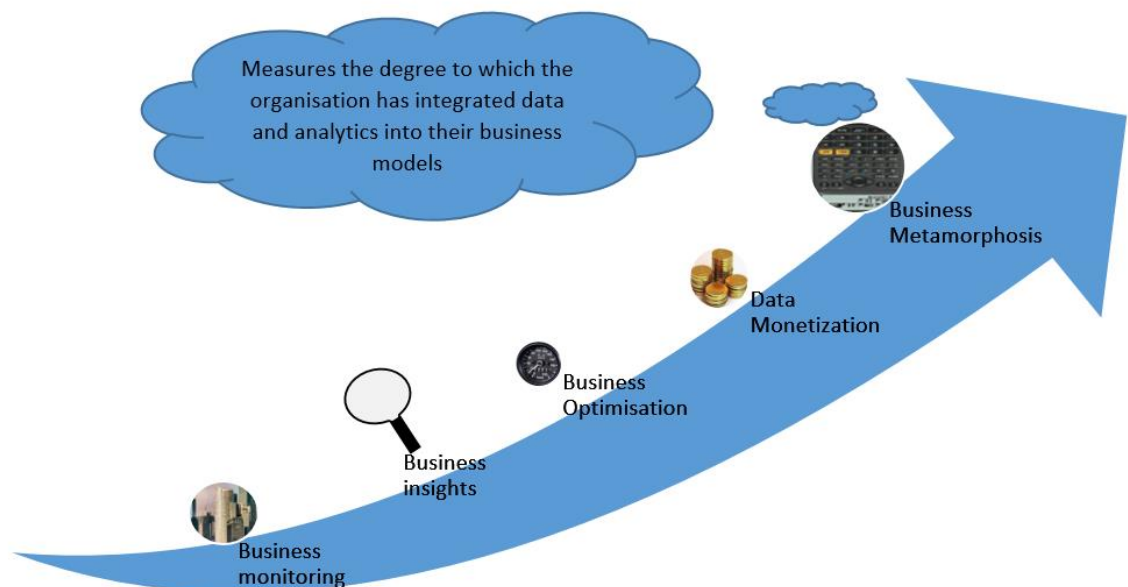 Measures the degree to which the
organisation has integrated data
and analytics into their business
models
Business
Metamorphosis
Data
Monetization
Business
Optimisation
Business
insights
Business
monitoring